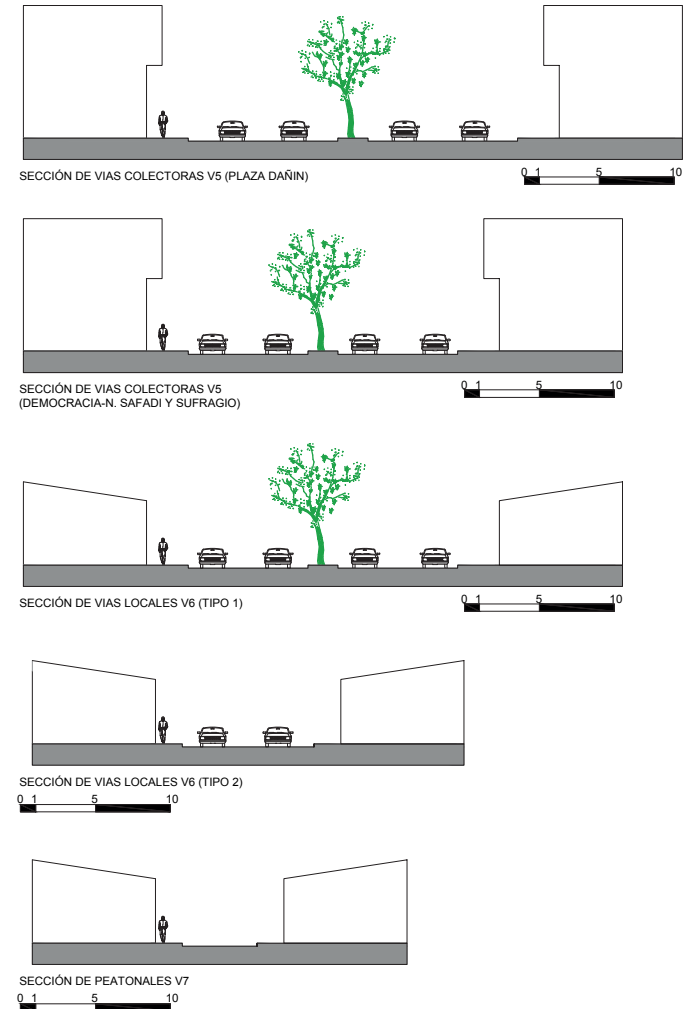 SECCIÓN DE VIAS COLECTORAS V5 (PLAZA DAÑIN)
0 1 5 10
SECCIÓN DE VIAS COLECTORAS V5
(DEMOCRACIA-N. SAFADI Y SUFRAGIO)
0 1 5 10
SECCIÓN DE VIAS LOCALES V6 (TIPO 1)
0 1 5 10
SECCIÓN DE VIAS LOCALES V6 (TIPO 2)
0 1 5 10
SECCIÓN DE PEATONALES V7
0 1 5 10